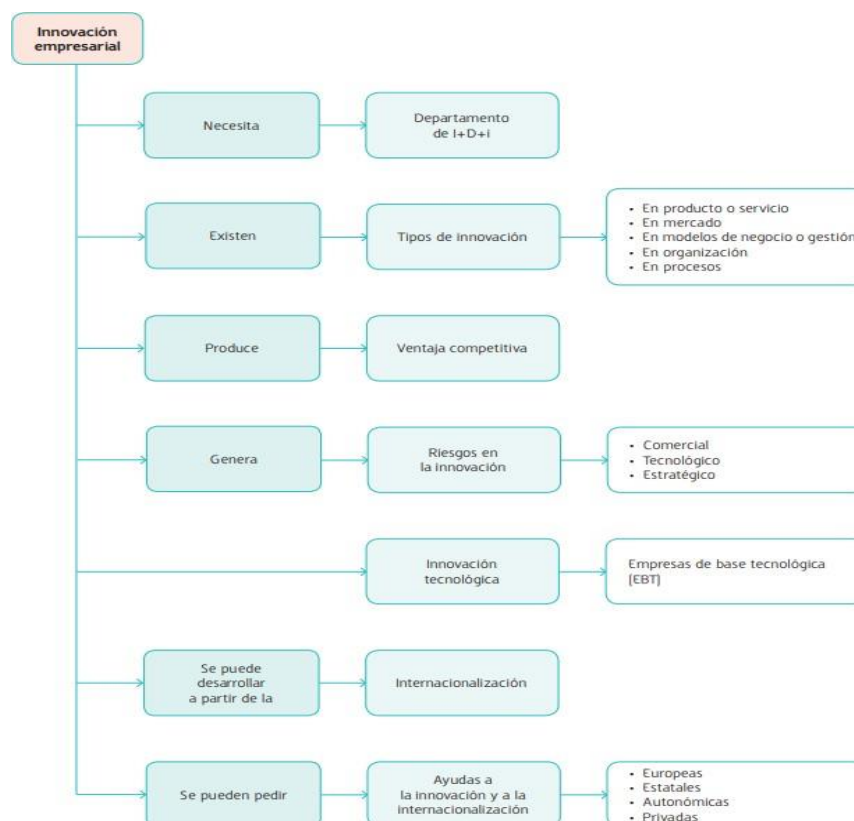 Innovación
empresarial
Necesita
Departamento
de I+D+i
Existen
Tipos de innovación
• En producto o servicio
• En mercado
• En modelos de negocio o gestión
• En organización
• En procesos
Produce
Ventaja competitiva
Genera
Riesgos en
la innovación
• Comercial
• Tecnológico
• Estratégico
Innovación
tecnológica
Empresas de base tecnológica
(EBT)
Se puede
desarrollar
a partir de la
Internacionalización
Se pueden pedir
Ayudas a
la innovación y a la
internacionalización
• Europeas
• Estatales
• Autonómicas
• Privadas